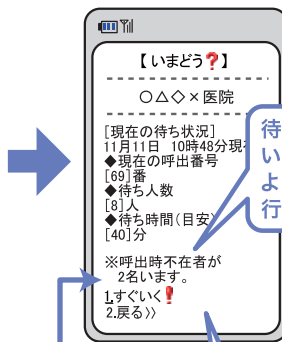 【いまどう❓】
○△◇×医院
[現在の待ち状況]
11月11日 10時48分現
◆現在の呼出番号
[69]番
◆待ち人数
[8]人
◆待ち時間(目安)
[40]分
※呼出時不在者が
2名います。
1.すぐいく❗
2.戻る》
待
い
よ
行